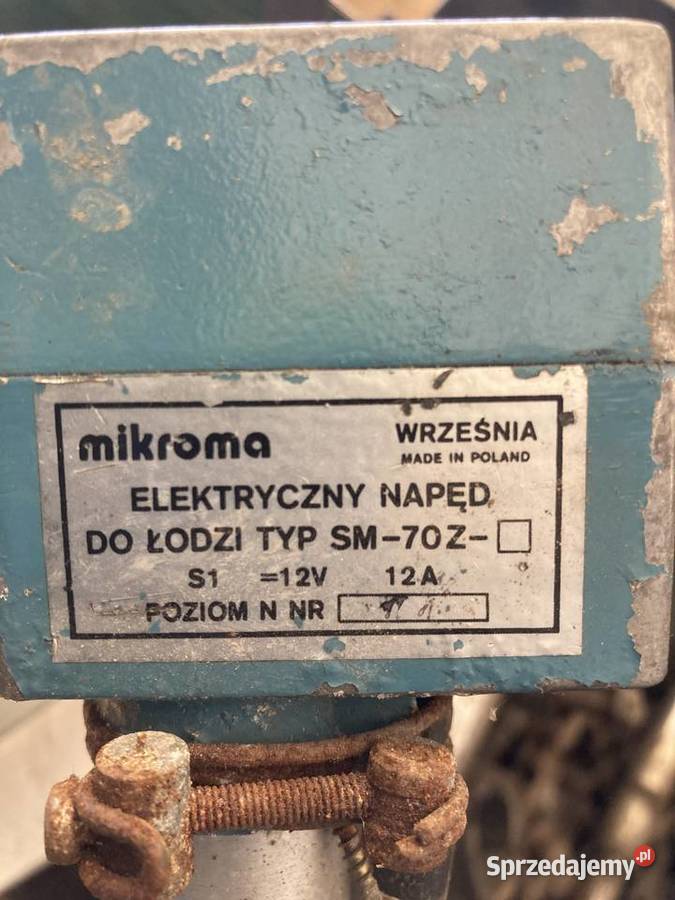 mikroma
WRZEŚNIA
MADE IN POLAND
ELEKTRYCZNY NAPĘD
DO ŁODZI TYP SM-70Z-
S1 =12V 12A
POZIOM N NR
Sprzedajemy.pl